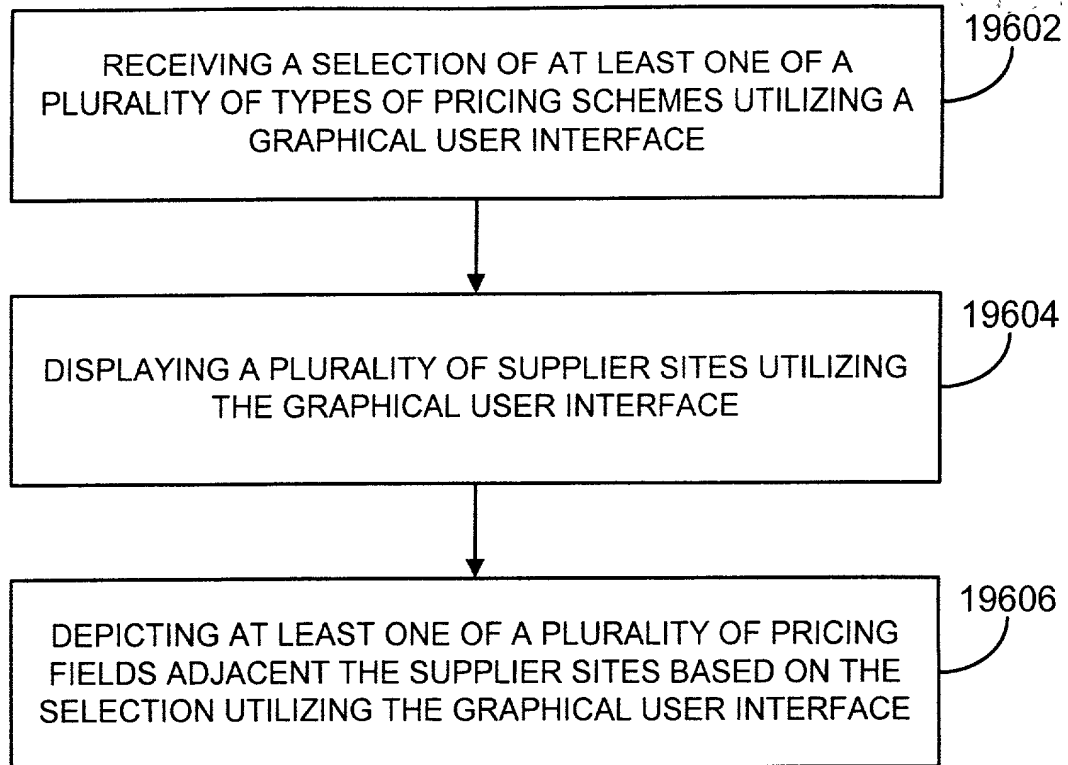 19602
RECEIVING A SELECTION OF AT LEAST ONE OF A
PLURALITY OF TYPES OF PRICING SCHEMES UTILIZING A
GRAPHICAL USER INTERFACE
19604
DISPLAYING A PLURALITY OF SUPPLIER SITES UTILIZING
THE GRAPHICAL USER INTERFACE
19606
DEPICTING AT LEAST ONE OF A PLURALITY OF PRICING
FIELDS ADJACENT THE SUPPLIER SITES BASED ON THE
SELECTION UTILIZING THE GRAPHICAL USER INTERFACE